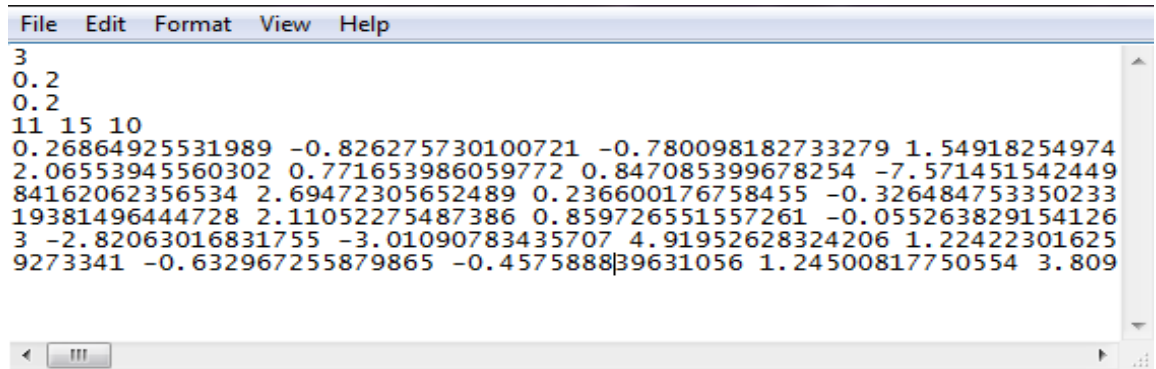 File Edit Format View Help
3
0.2
0.2
11 15 10
0.26864925531989 -0.826275730100721 -0.780098182733279 1.54918254974
2.06553945560302 0.771653986059772 0.847085399678254 -7.571451542449
84162062356534 2.69472305652489 0.236600176758455 -0.326484753350233
19381496444728 2.11052275487386 0.859726551557261 -0.055263829154126
3 -2.82063016831755 -3.01090783435707 4.91952628324206 1.22422301625
9273341 -0.632967255879865 -0.457588839631056 1.24500817750554 3.809